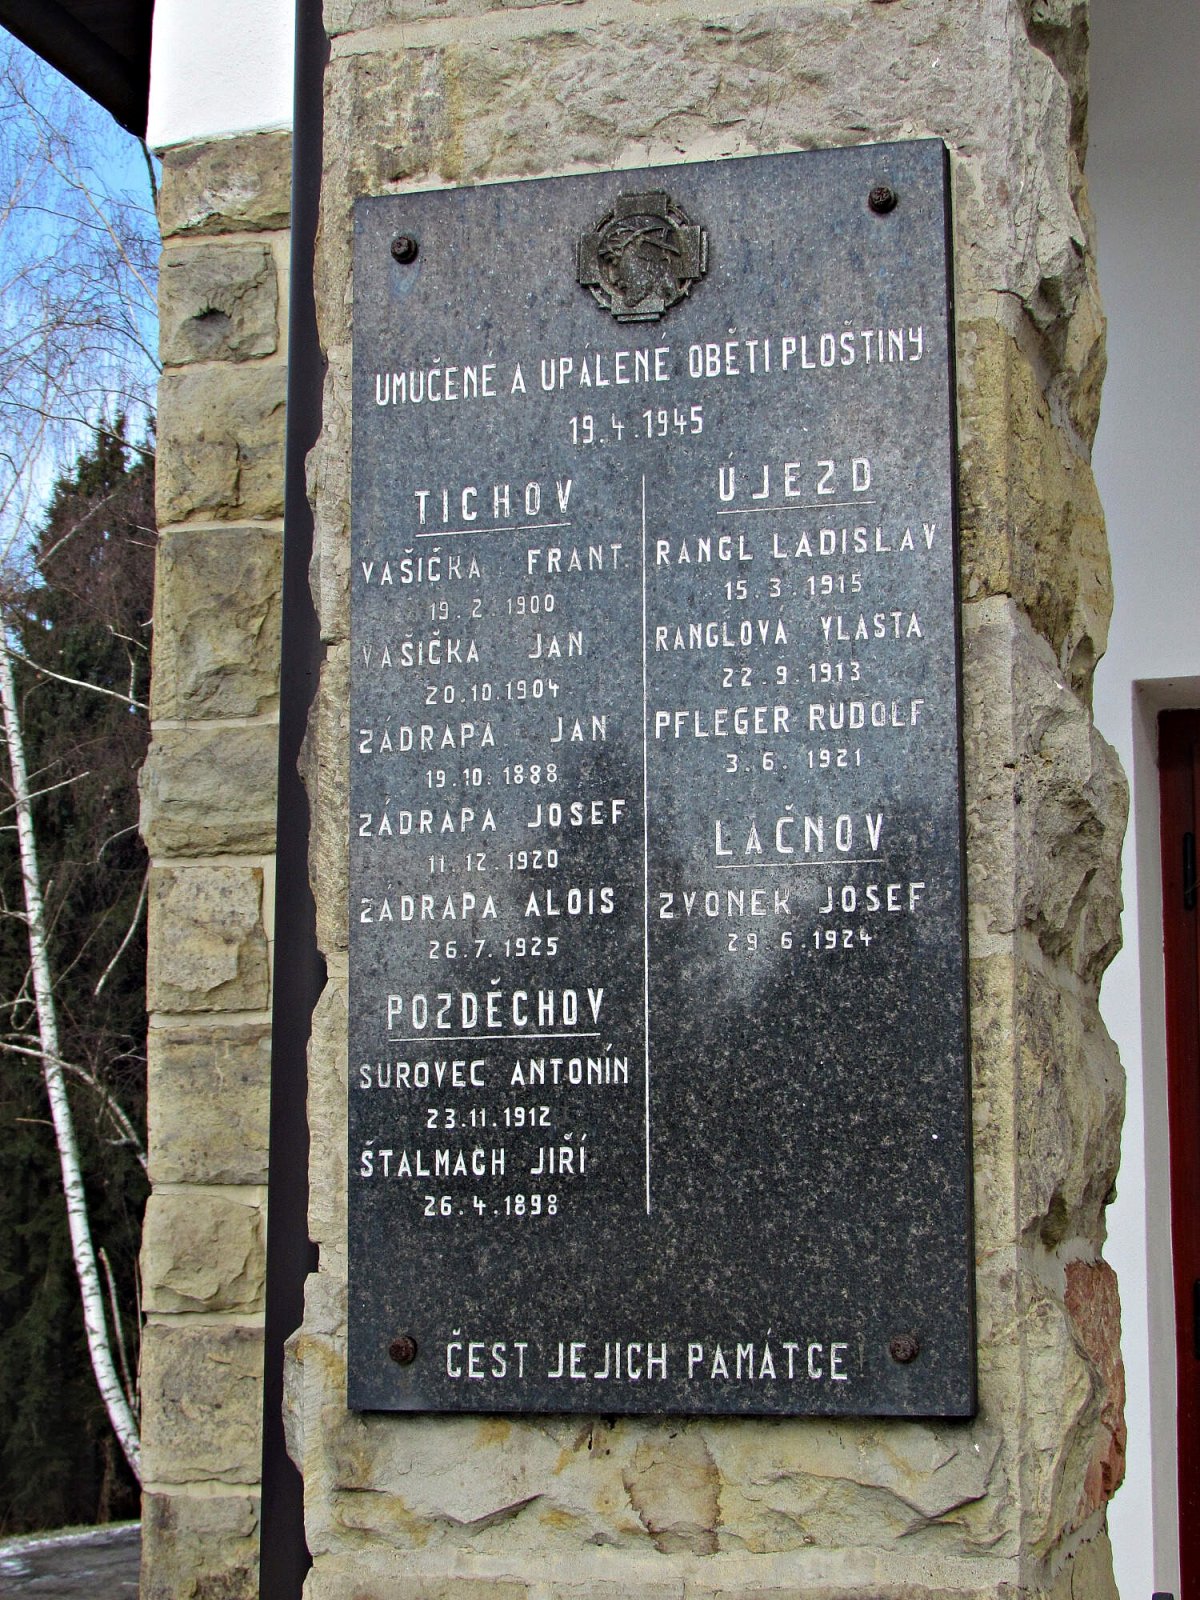 UMUČENÉ A UPÁLENÉ OBĚTI PLOŠTINY
19.4.1945
TICHOV
VAŠIČKA FRANT.
19.2.1900
VAŠIČKA JAN
20.10.1904
ZÁDRAPA JAN
19.10.1888
ZÁDRAPA JOSEF
11.12.1920
ZÁDRAPA ALOIS
26.7.1925
POZDĚCHOV
SUROVEC ANTONÍN
23.11.1912
ŠTALMACH JIŘÍ
26.4.1898
ÚJEZD
RANGL LADISLAV
15.3.1915
RANGLOVÁ VLASTA
22.9.1913
PFLEGER RUDOLF
3.6.1921
LAČNOV
ZVONEK JOSEF
29.6.1924
ČEST JEJICH PAMÁTCE